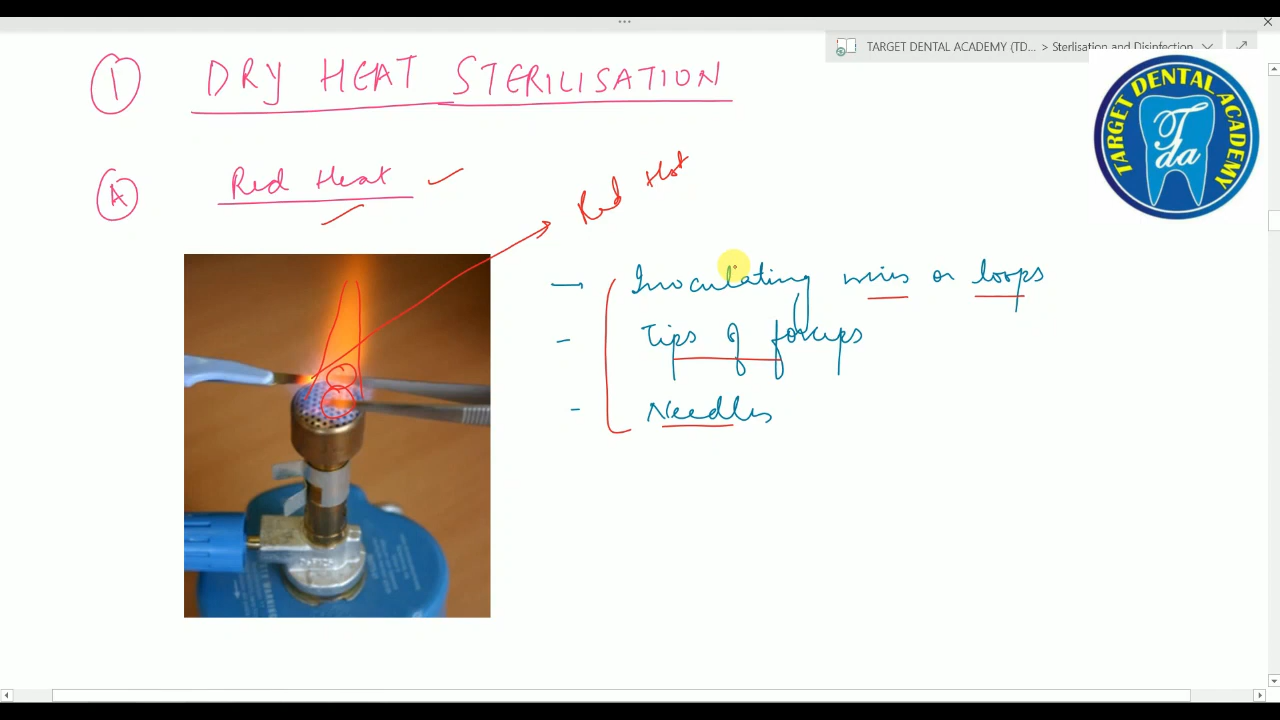 TARGET DENTAL ACADEMY (TD... > Sterlisation and Disinfection
① DRY HEAT STERILISATION
TARGET DENTAL ACADEMY
Tda
Ⓐ Red Heat ✓
Red Hot
→ Inoculating wires or loops
- Tips of forceps
- Needles